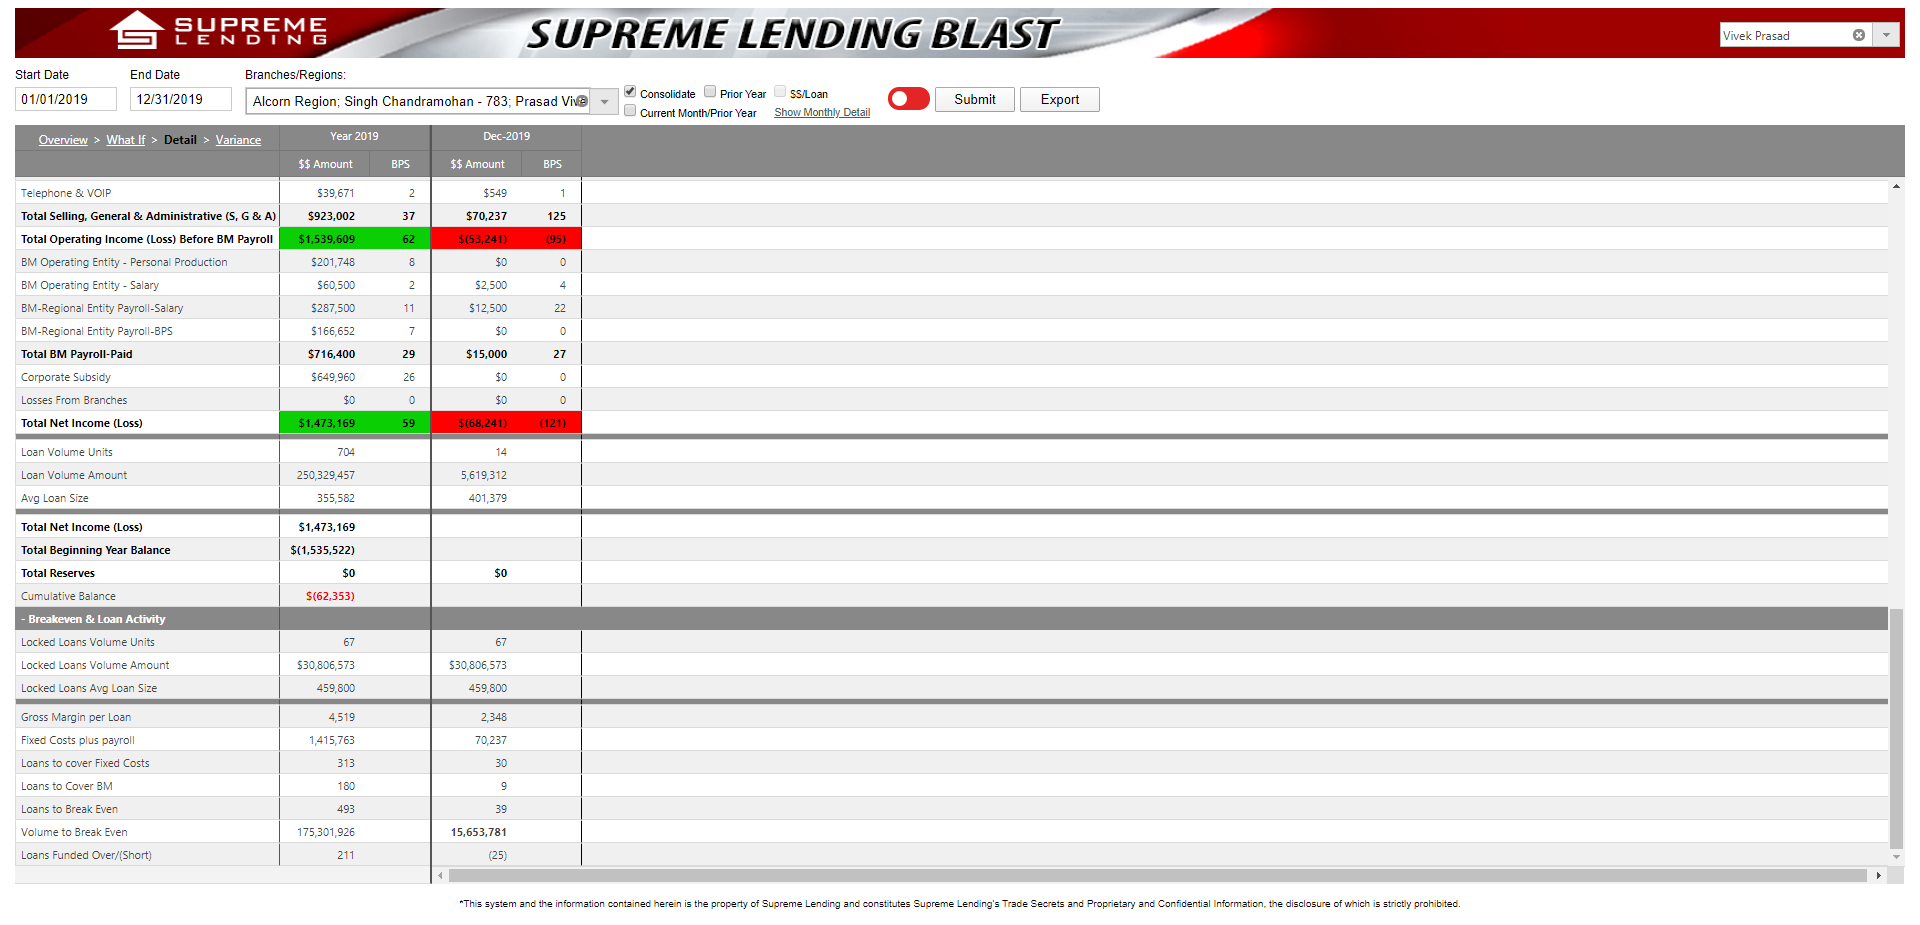 SUPREME LENDING
SUPREME LENDING BLAST
Vivek Prasad
Start Date End Date Branches/Regions:
01/01/2019 12/31/2019 Alcorn Region; Singh Chandramohan - 783; Prasad Viv
Consolidate Prior Year $$/Loan
Current Month/Prior Year Show Monthly Detail
Submit Export
Overview > What If > Detail > Variance Year 2019 Dec-2019
$$ Amount BPS $$ Amount BPS
Telephone & VOIP $39,671 2 $549 1
Total Selling, General & Administrative (S, G & A) $923,002 37 $70,237 125
Total Operating Income (Loss) Before BM Payroll $1,539,609 62 $(53,241) (95)
BM Operating Entity - Personal Production $201,748 8 $0 0
BM Operating Entity - Salary $60,500 2 $2,500 4
BM-Regional Entity Payroll-Salary $287,500 11 $12,500 22
BM-Regional Entity Payroll-BPS $166,652 7 $0 0
Total BM Payroll-Paid $716,400 29 $15,000 27
Corporate Subsidy $649,960 26 $0 0
Losses From Branches $0 0 $0 0
Total Net Income (Loss) $1,473,169 59 $(68,241) (121)
Loan Volume Units 704 14
Loan Volume Amount 250,329,457 5,619,312
Avg Loan Size 355,582 401,379
Total Net Income (Loss) $1,473,169
Total Beginning Year Balance $(1,535,522)
Total Reserves $0 $0
Cumulative Balance $(62,353)
- Breakeven & Loan Activity
Locked Loans Volume Units 67 67
Locked Loans Volume Amount $30,806,573 $30,806,573
Locked Loans Avg Loan Size 459,800 459,800
Gross Margin per Loan 4,519 2,348
Fixed Costs plus payroll 1,415,763 70,237
Loans to cover Fixed Costs 313 30
Loans to Cover BM 180 9
Loans to Break Even 493 39
Volume to Break Even 175,301,926 15,653,781
Loans Funded Over/(Short) 211 (25)
*This system and the information contained herein is the property of Supreme Lending and constitutes Supreme Lending's Trade Secrets and Proprietary and Confidential Information, the disclosure of which is strictly prohibited.